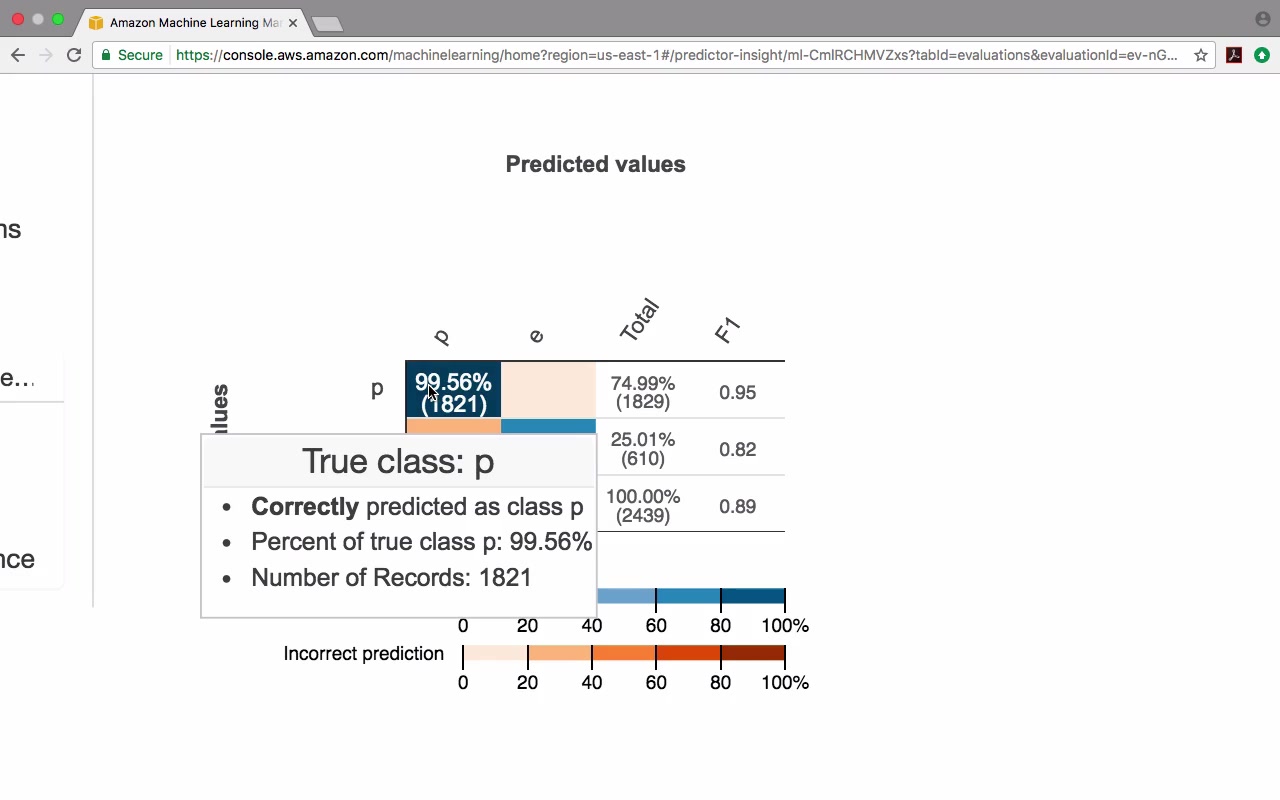 Amazon Machine Learning Ma
Secure
https://console.aws.amazon.com/machinelearning/home?region=us-east-1#/predictor-insight/ml-CmlRCHMVZxs?tabId=evaluations&evaluationId=ev-nG...
Predicted values
ns
p e Total F1
e...
p 99.56% 74.99% 0.95
(1821) (1829)
25.01% 0.82
(610)
True class: p
100.00% 0.89
(2439)
• Correctly predicted as class p
• Percent of true class p: 99.56%
• Number of Records: 1821
nce
0 20 40 60 80 100%
Incorrect prediction
0 20 40 60 80 100%